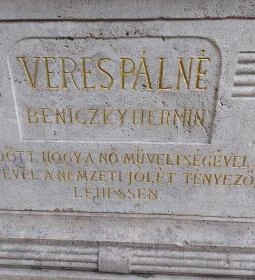 VERES PÁLNÉ
BENICZKY HERMIN
HOGY A NŐ MŰVELTSÉGÉVEL
A NEMZETI JÓLÉT
LEHESSEN.